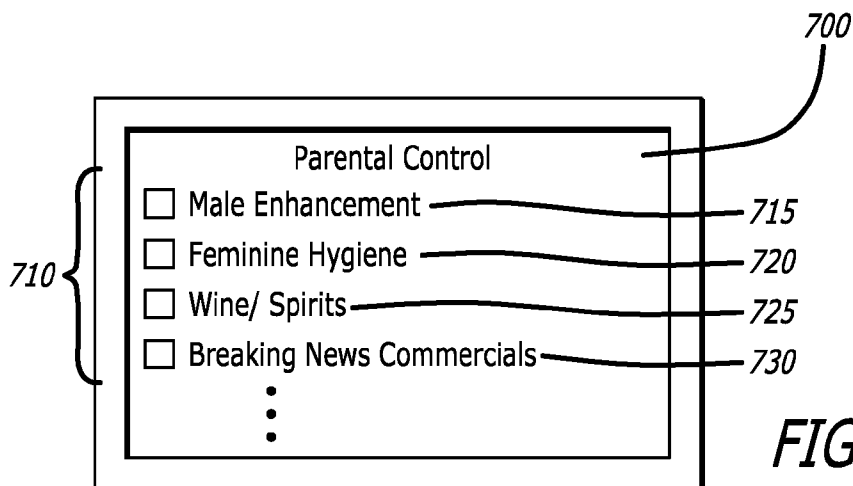 700
Parental Control
Male Enhancement 715
Feminine Hygiene 720
710
Wine/ Spirits 725
Breaking News Commercials 730
FIG